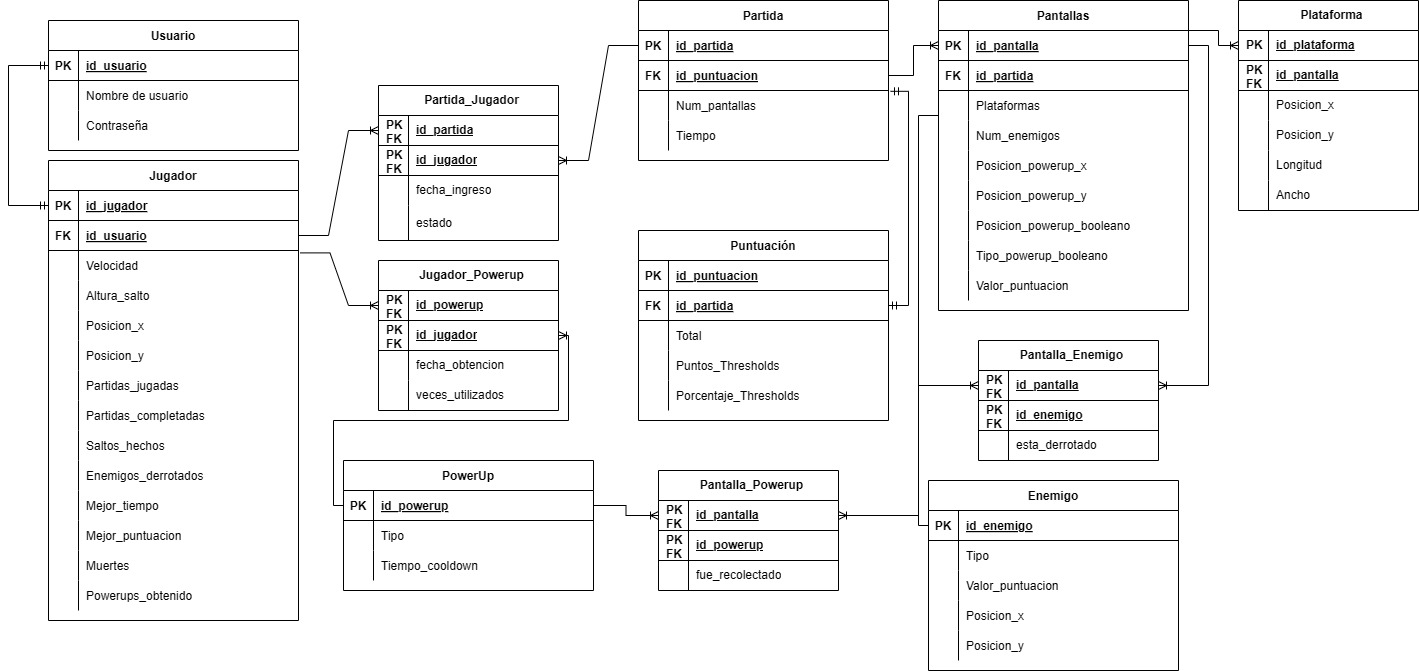 Usuario
PK id_usuario
Nombre de usuario
Contraseña
Jugador
PK id_jugador
FK id_usuario
Velocidad
Altura_salto
Posicion_x
Posicion_y
Partidas_jugadas
Partidas_completadas
Saltos_hechos
Enemigos_derrotados
Mejor_tiempo
Mejor_puntuacion
Muertes
Powerups_obtenido
Partida_Jugador
PK
FK id_partida
PK
FK id_jugador
fecha_ingreso
estado
Jugador_Powerup
PK
FK id_powerup
PK
FK id_jugador
fecha_obtencion
veces_utilizados
PowerUp
PK id_powerup
Tipo
Tiempo_cooldown
Partida
PK id_partida
FK id_puntuacion
Num_pantallas
Tiempo
Puntuación
PK id_puntuacion
FK id_partida
Total
Puntos_Thresholds
Porcentaje_Thresholds
Pantalla_Powerup
PK
FK id_pantalla
PK
FK id_powerup
fue_recolectado
Pantallas
PK id_pantalla
FK id_partida
Plataformas
Num_enemigos
Posicion_powerup_x
Posicion_powerup_y
Posicion_powerup_booleano
Tipo_powerup_booleano
Valor_puntuacion
Pantalla_Enemigo
PK
FK id_pantalla
PK
FK id_enemigo
esta_derrotado
Enemigo
PK id_enemigo
Tipo
Valor_puntuacion
Posicion_x
Posicion_y
Plataforma
PK id_plataforma
PK
FK id_pantalla
Posicion_x
Posicion_y
Longitud
Ancho